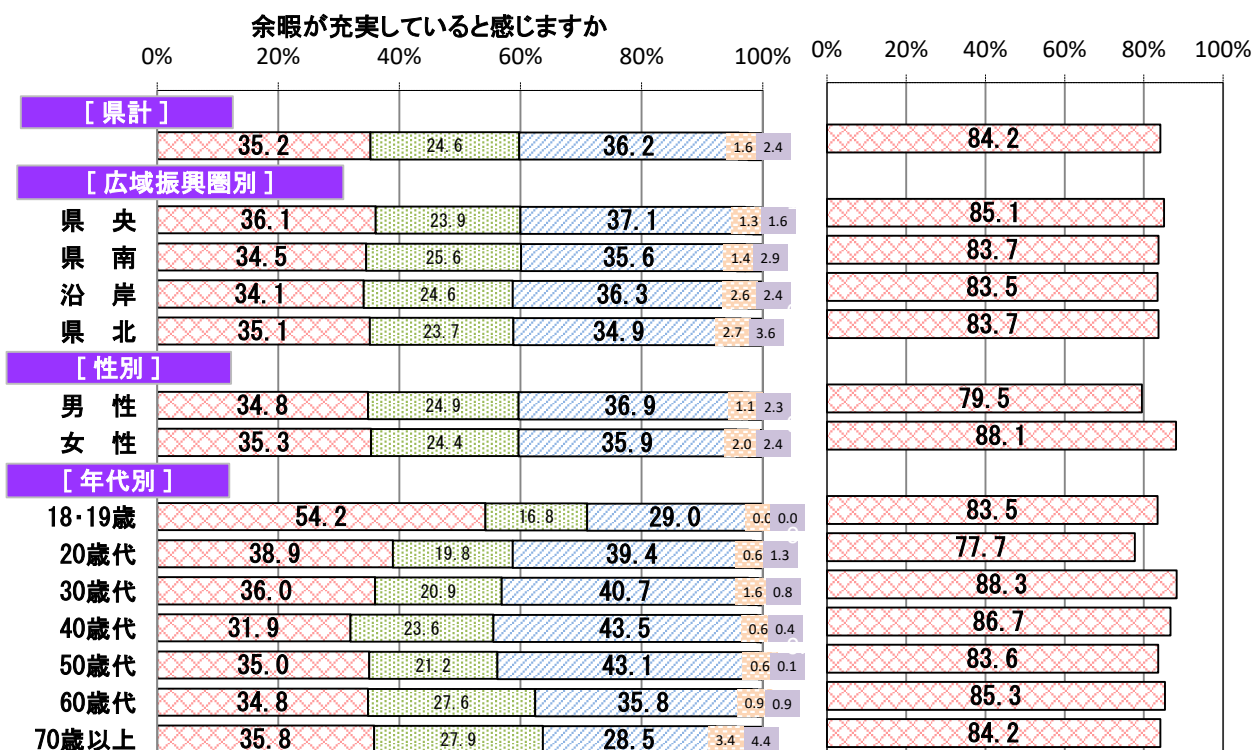 余暇が充実していると感じますか
0% 20% 40% 60% 80% 100%
0% 20% 40% 60% 80% 100%
[ 県計 ]
35.2 24.6 36.2 1.6 2.4 84.2
[ 広域振興圏別 ]
県 央 36.1 23.9 37.1 1.3 1.6 85.1
県 南 34.5 25.6 35.6 1.4 2.9 83.7
沿 岸 34.1 24.6 36.3 2.6 2.4 83.5
県 北 35.1 23.7 34.9 2.7 3.6 83.7
[ 性別 ]
男 性 34.8 24.9 36.9 1.1 2.3 79.5
女 性 35.3 24.4 35.9 2.0 2.4 88.1
[ 年代別 ]
18・19歳 54.2 16.8 29.0 0.0 0.0 83.5
20歳代 38.9 19.8 39.4 0.6 1.3 77.7
30歳代 36.0 20.9 40.7 1.6 0.8 88.3
40歳代 31.9 23.6 43.5 0.6 0.4 86.7
50歳代 35.0 21.2 43.1 0.6 0.1 83.6
60歳代 34.8 27.6 35.8 0.9 0.9 85.3
70歳以上 35.8 27.9 28.5 3.4 4.4 84.2